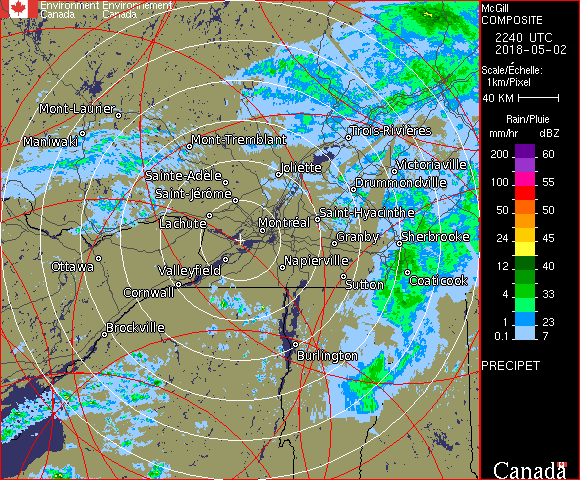 Environment Environnement
Canada Canada
McGill
COMPOSITE
2240 UTC
2018-05-02
Scale/Échelle:
1km/Pixel
40 KM
Rain/Pluie
mm/hr dBZ
200 60
100 55
50 50
24 45
12 40
4 33
1 23
0.1 7
PRECIPET
Canada
Mont-Laurier
Maniwaki
Mont-Tremblant
Trois-Rivières
Sainte-Adèle
Joliette
Victoriaville
Saint-Jérôme
Drummondville
Lachute
Saint-Hyacinthe
Montréal
Granby
Sherbrooke
Ottawa
Valleyfield
Napierville
Coaticook
Cornwall
Sutton
Brockville
Burlington